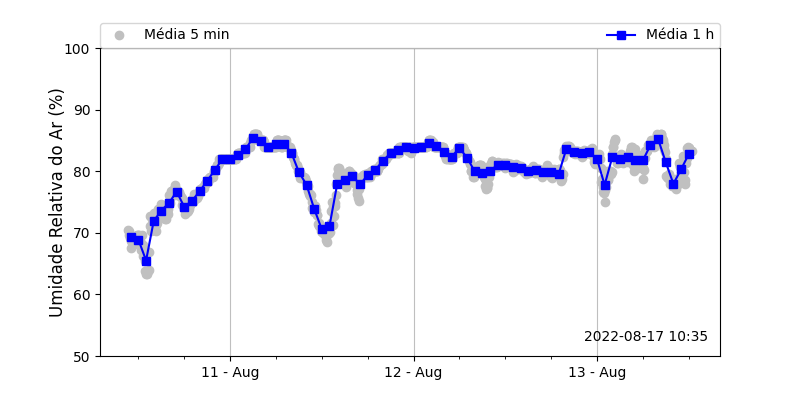 Média 5 min
Média 1 h
Umidade Relativa do Ar (%)
100
90
80
70
60
50
2022-08-17 10:35
11 - Aug
12 - Aug
13 - Aug